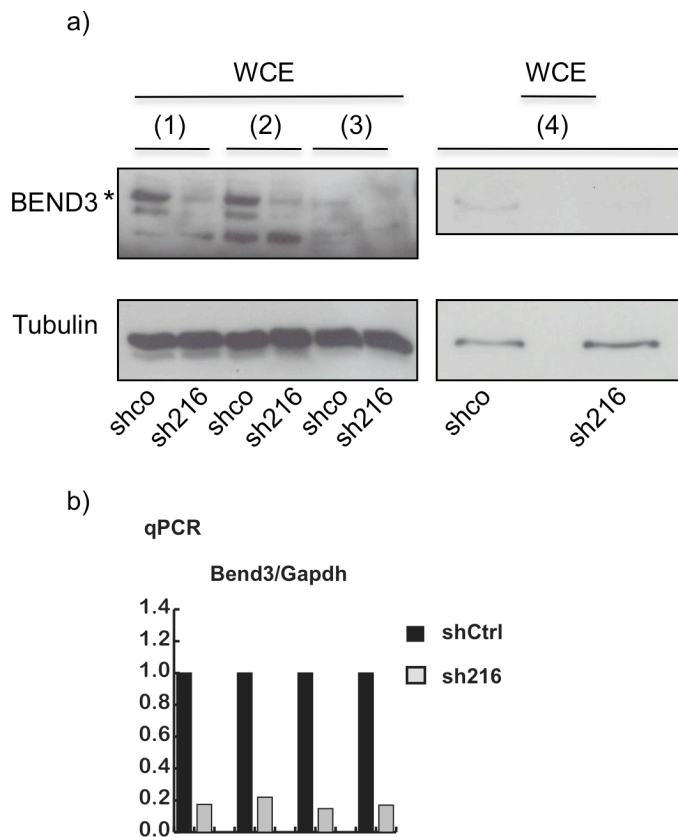 a)
WCE WCE
(1) (2) (3) (4)
BEND3 *
Tubulin
shco sh216 shco sh216 shco sh216 shco sh216
b)
qPCR
Bend3/Gapdh
1.4
1.2
1.0
0.8
0.6
0.4
0.2
0.0
shCtrl
sh216